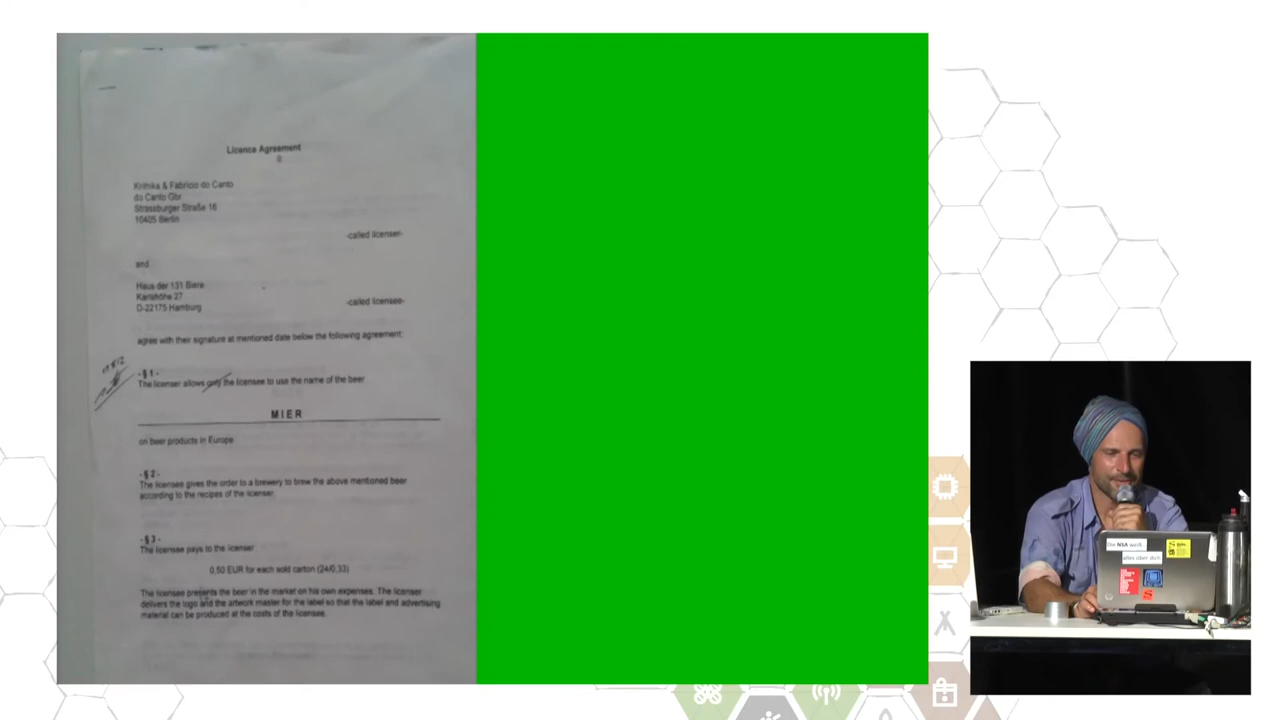 Licence Agreement
Krithika & Fabricio do Canto
do Canto Gbr
Strassburger Straße 16
10405 Berlin
-called licenser-
and
Haus der 131 Biere
Karlshöhe 27
D-22175 Hamburg
-called licensee-
agree with their signature at mentioned date below the following agreement:
- § 1 -
The licenser allows only the licensee to use the name of the beer
MIER
on beer products in Europe
- § 2 -
The licensee gives the order to a brewery to brew the above mentioned beer
according to the recipes of the licenser.
- § 3 -
The licensee pays to the licenser
0,50 EUR for each sold carton (24/0,33)
The licensee presents the beer in the market on his own expenses. The licenser
delivers the logo and the artwork master for the label so that the label and advertising
material can be produced at the costs of the licensee.
Die NSA weiß
alles über dich